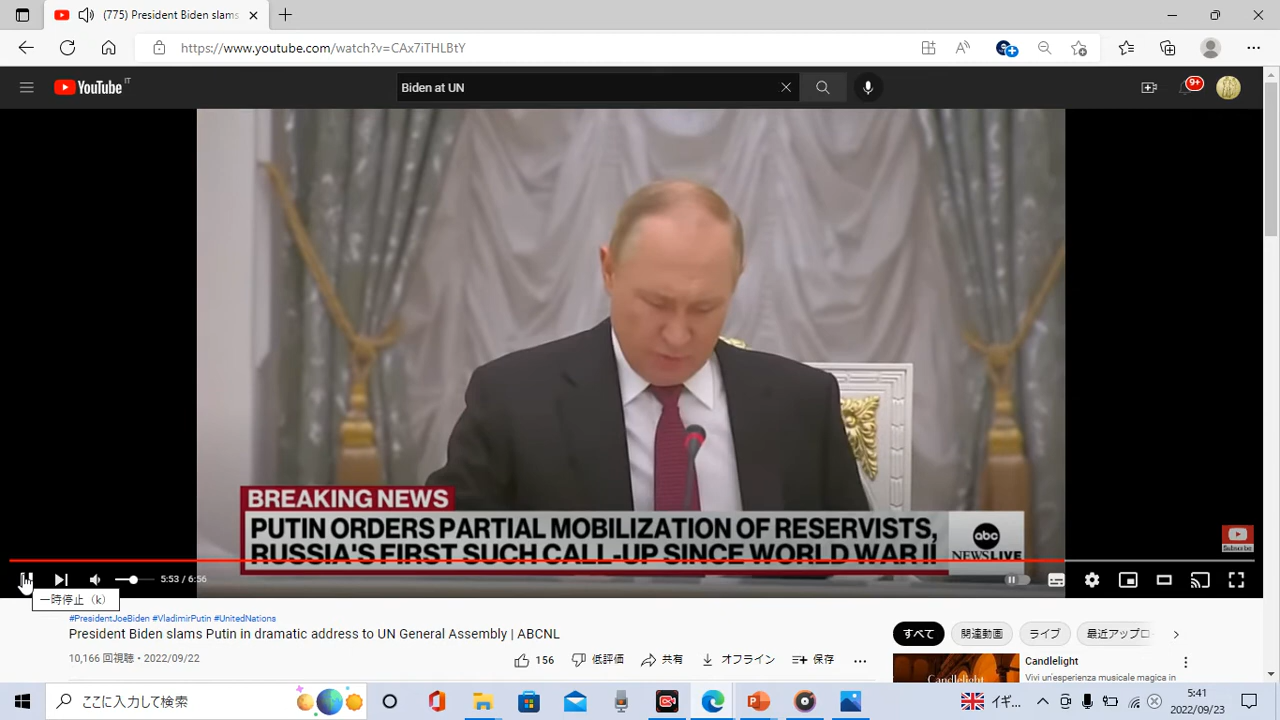 (775) President Biden slams
https://www.youtube.com/watch?v=CAx7iTHLBtY
YouTube IT
Biden at UN
9+
BREAKING NEWS
PUTIN ORDERS PARTIAL MOBILIZATION OF RESERVISTS,
RUSSIA'S FIRST SUCH CALL-UP SINCE WORLD WAR II
abc
NEWS LIVE
Subscribe
5:53 / 6:56
一時停止 (k)
#PresidentJoeBiden #VladimirPutin #UnitedNations
President Biden slams Putin in dramatic address to UN General Assembly | ABCNL
10,166 回視聴・2022/09/22
156
低評価
共有
オフライン
保存
すべて
関連動画
ライブ
最近アップロ
Candlelight
Candlelight
Vivi un'esperienza musicale magica in
ここに入力して検索
イギ...
5:41
2022/09/23